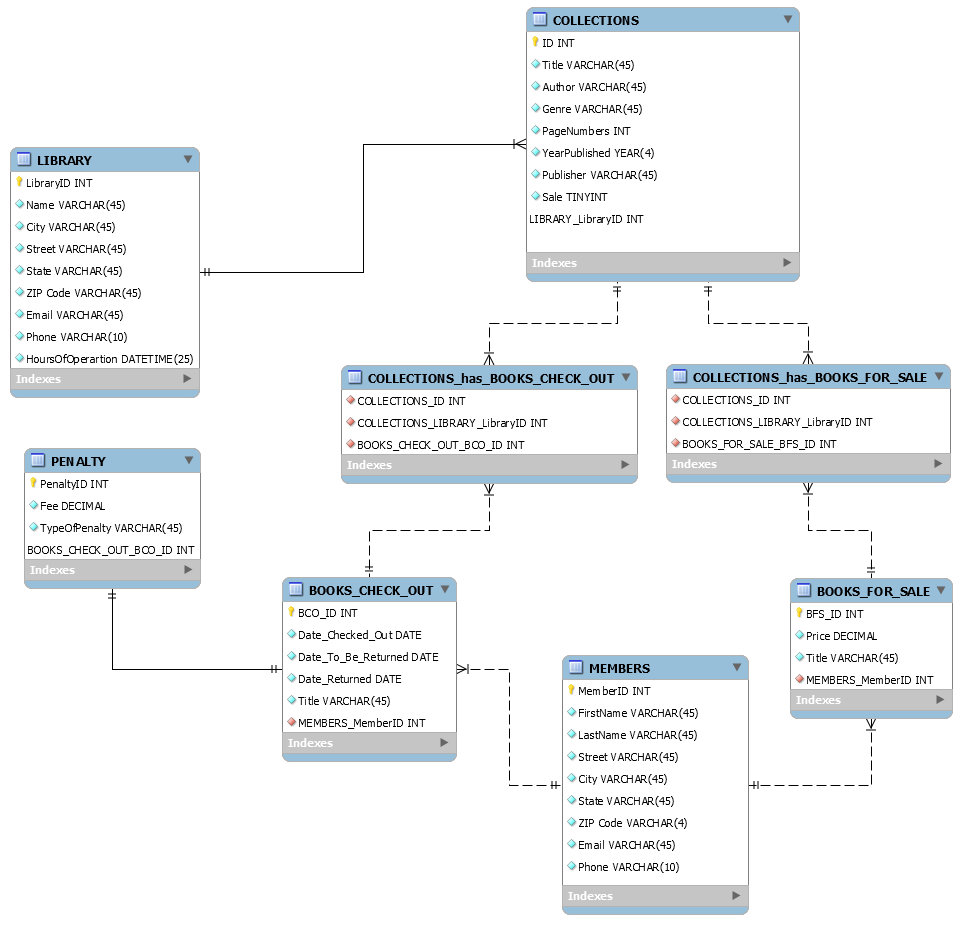 COLLECTIONS
ID INT
Title VARCHAR(45)
Author VARCHAR(45)
Genre VARCHAR(45)
PageNumbers INT
YearPublished YEAR(4)
Publisher VARCHAR(45)
Sale TINYINT
LIBRARY_LibraryID INT
Indexes
LIBRARY
LibraryID INT
Name VARCHAR(45)
City VARCHAR(45)
Street VARCHAR(45)
State VARCHAR(45)
ZIP Code VARCHAR(45)
Email VARCHAR(45)
Phone VARCHAR(10)
HoursOfOperartion DATETIME(25)
Indexes
COLLECTIONS_has_BOOKS_CHECK_OUT
COLLECTIONS_ID INT
COLLECTIONS_LIBRARY_LibraryID INT
BOOKS_CHECK_OUT_BCO_ID INT
Indexes
COLLECTIONS_has_BOOKS_FOR_SALE
COLLECTIONS_ID INT
COLLECTIONS_LIBRARY_LibraryID INT
BOOKS_FOR_SALE_BFS_ID INT
Indexes
PENALTY
PenaltyID INT
Fee DECIMAL
TypeOfPenalty VARCHAR(45)
BOOKS_CHECK_OUT_BCO_ID INT
Indexes
BOOKS_CHECK_OUT
BCO_ID INT
Date_Checked_Out DATE
Date_To_Be_Returned DATE
Date_Returned DATE
Title VARCHAR(45)
MEMBERS_MemberID INT
Indexes
MEMBERS
MemberID INT
FirstName VARCHAR(45)
LastName VARCHAR(45)
Street VARCHAR(45)
City VARCHAR(45)
State VARCHAR(45)
ZIP Code VARCHAR(4)
Email VARCHAR(45)
Phone VARCHAR(10)
Indexes
BOOKS_FOR_SALE
BFS_ID INT
Price DECIMAL
Title VARCHAR(45)
MEMBERS_MemberID INT
Indexes